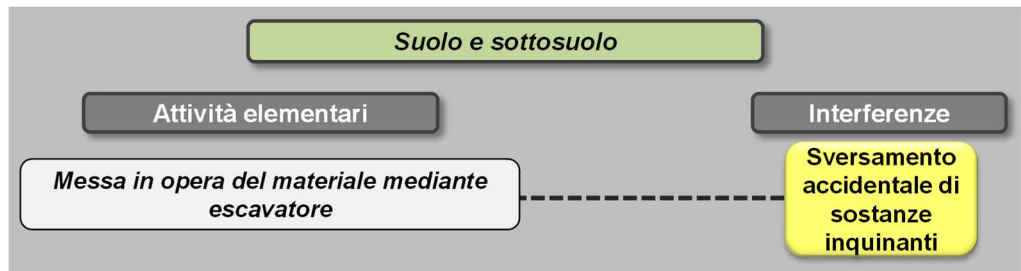 Suolo e sottosuolo
Attività elementari
Interferenze
Messa in opera del materiale mediante
escavatore
Sversamento
accidentale di
sostanze
inquinanti